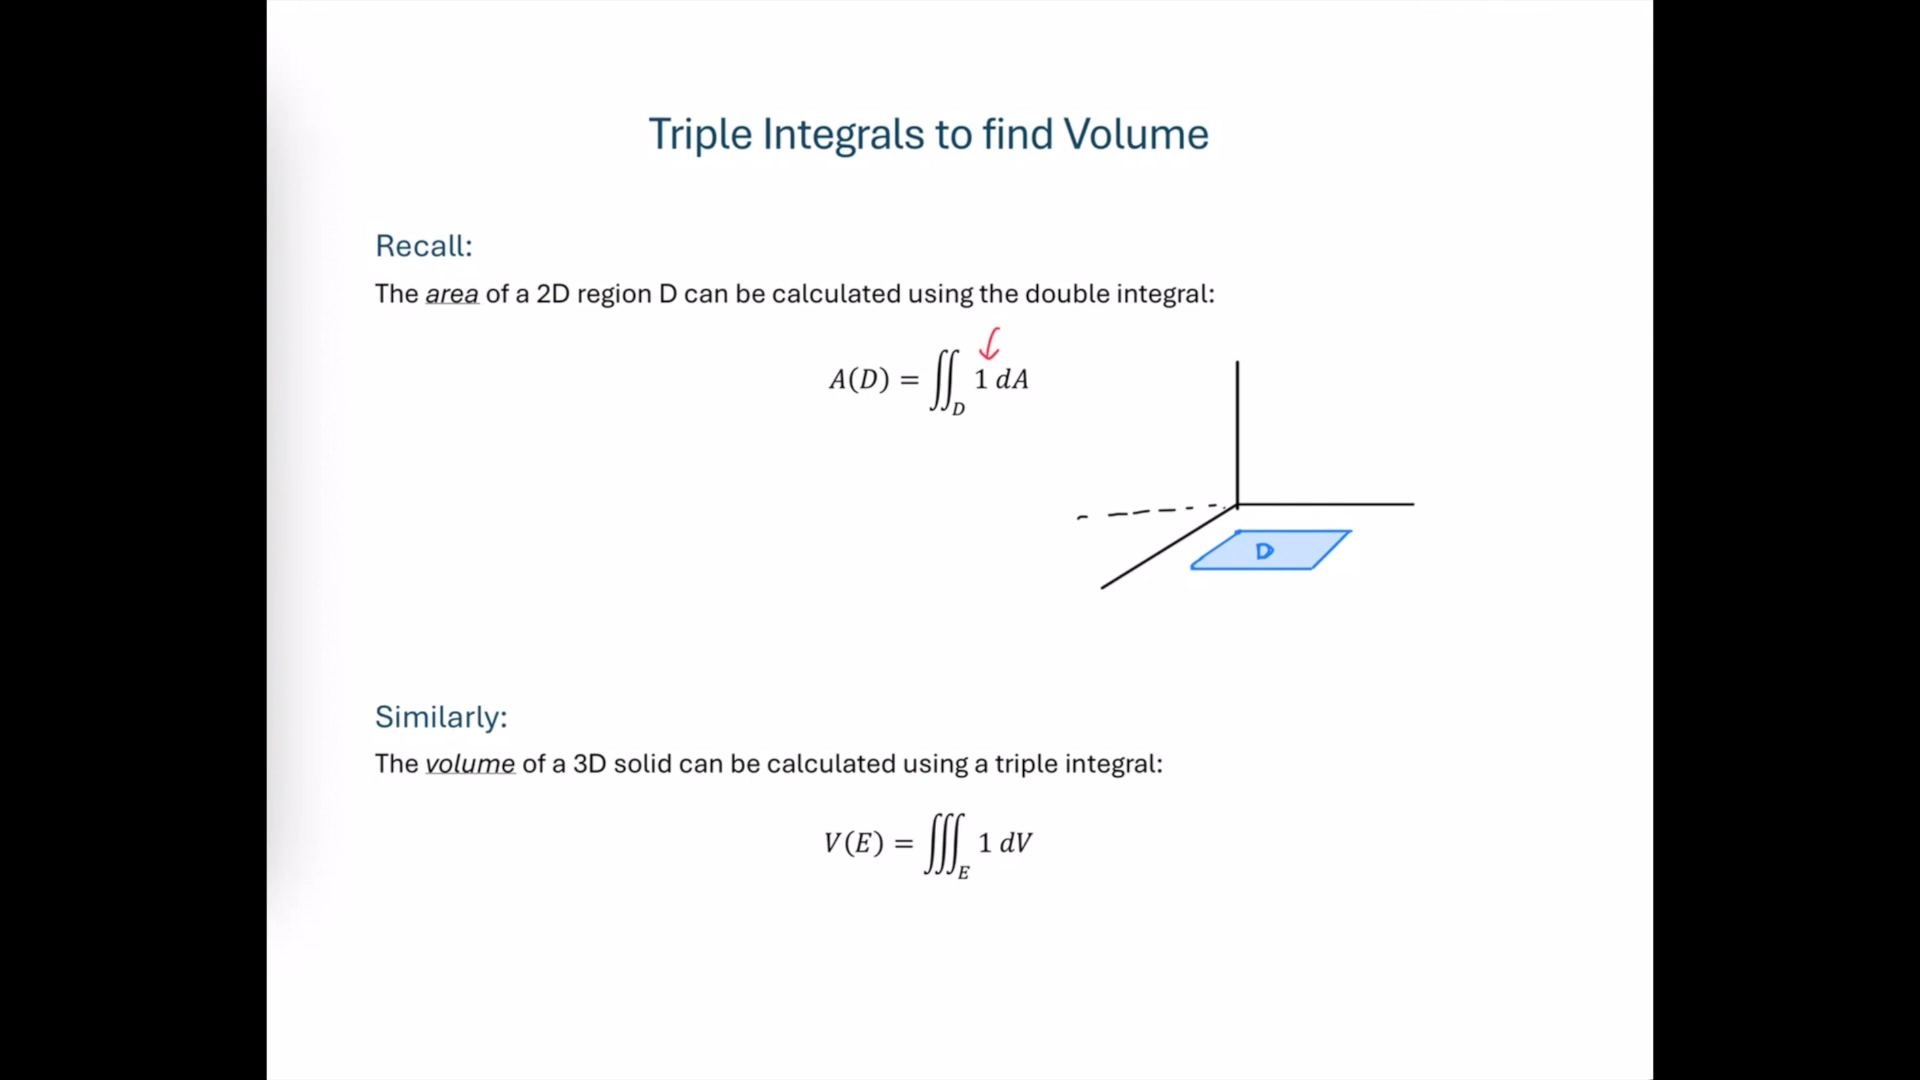 Triple Integrals to find Volume
Recall:
The area of a 2D region D can be calculated using the double integral:
A(D) = ∬_D 1 dA
D
Similarly:
The volume of a 3D solid can be calculated using a triple integral:
V(E) = ∭_E 1 dV